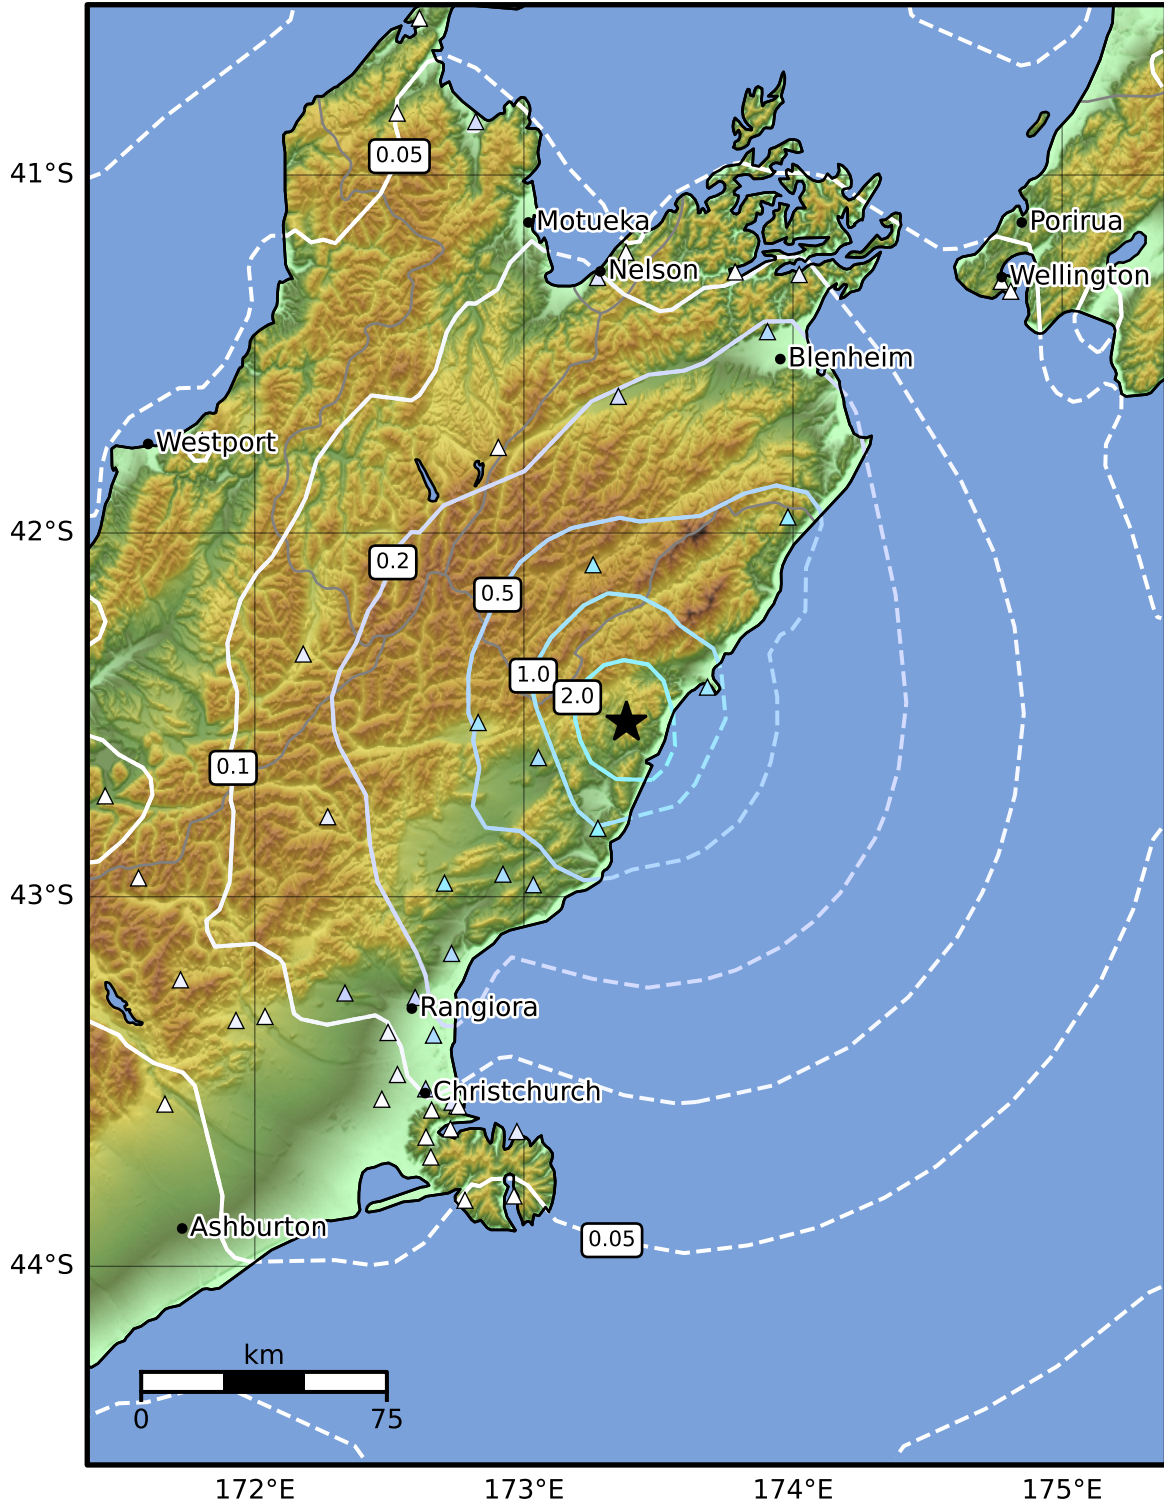 0.05
41°S
Motueka
Porirua
Nelson
Wellington
Blenheim
Westport
42°S
0.2
0.5
1.0
2.0
0.1
43°S
Rangiora
Christchurch
Ashburton
0.05
44°S
km
0
75
172°E
173°E
174°E
175°E